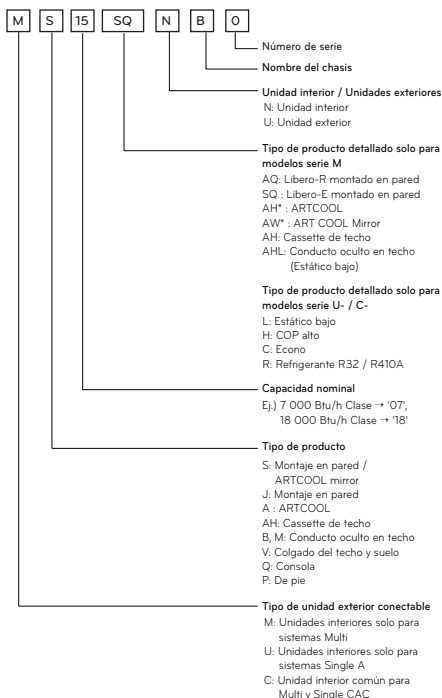 M S 15 SQ N B 0
Número de serie
Nombre del chasis
Unidad interior / Unidades exteriores
N: Unidad interior
U: Unidad exterior
Tipo de producto detallado solo para
modelos serie M
AQ: Libero-R montado en pared
SQ : Libero-E montado en pared
AH* : ARTCOOL
AW* : ART COOL Mirror
AH: Cassette de techo
AHL: Conducto oculto en techo
(Estático bajo)
Tipo de producto detallado solo para
modelos serie U- / C-
L: Estático bajo
H: COP alto
C: Econo
R: Refrigerante R32 / R410A
Capacidad nominal
Ej.) 7 000 Btu/h Clase → '07',
18 000 Btu/h Clase → '18'
Tipo de producto
S: Montaje en pared /
ARTCOOL mirror
J: Montaje en pared
A : ARTCOOL
AH: Cassette de techo
B, M: Conducto oculto en techo
V: Colgado del techo y suelo
Q: Consola
P: De pie
Tipo de unidad exterior conectable
M: Unidades interiores solo para
sistemas Multi
U: Unidades interiores solo para
sistemas Single A
C: Unidad interior común para
Multi y Single CAC